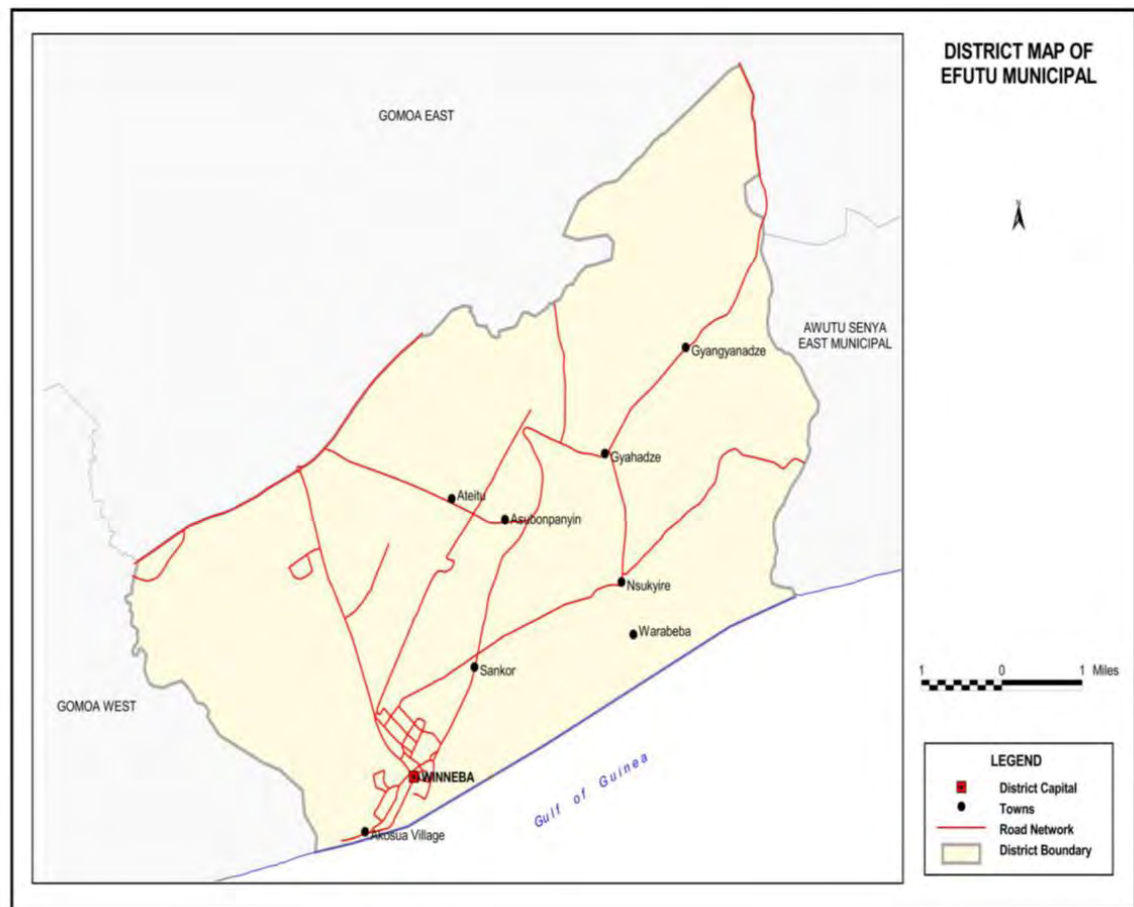 DISTRICT MAP OF
EFUTU MUNICIPAL
GOMOA EAST
N
AWUTU SENYA
EAST MUNICIPAL
Gyangyanadze
Gyahadze
Ateitu
Asubonpanyin
Nsukyire
Warabeba
Sankor
GOMOA WEST
WINNEBA
Akosua Village
Gulf of Guinea
1 0 1 Miles
LEGEND
District Capital
Towns
Road Network
District Boundary